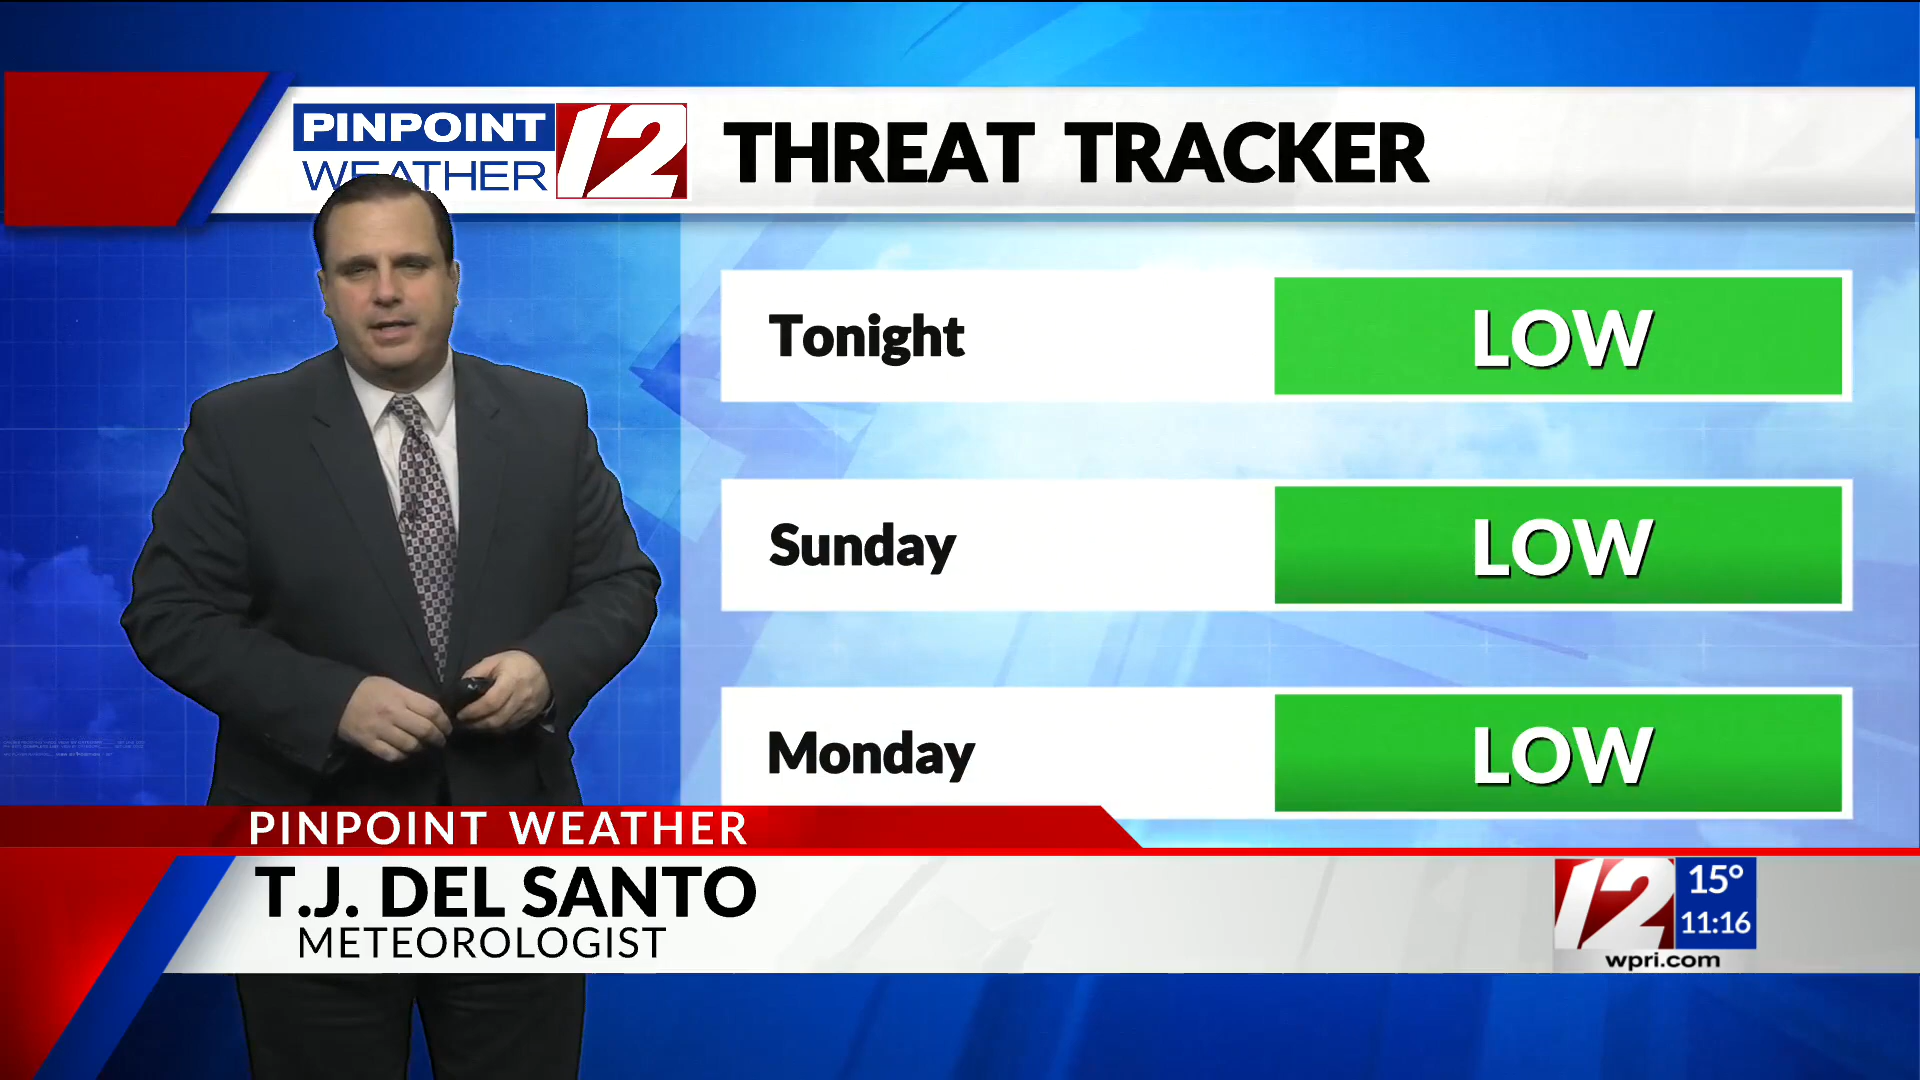 PINPOINT
WEATHER
12
THREAT TRACKER
Tonight LOW
Sunday LOW
Monday LOW
PINPOINT WEATHER
T.J. DEL SANTO
METEOROLOGIST
12
15°
11:16
wpri.com